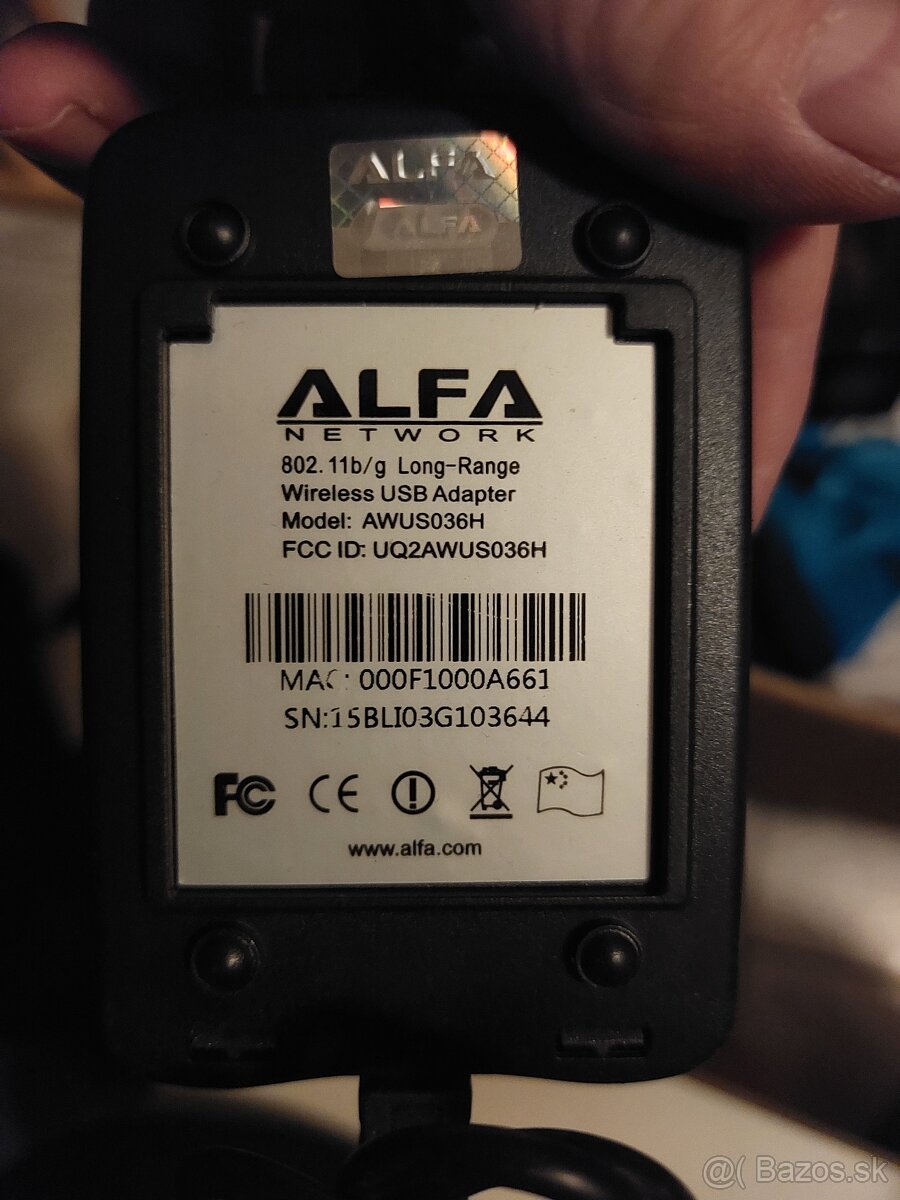 ALFA
ALFA
ALFA
NETWORK
802.11b/g Long-Range
Wireless USB Adapter
Model: AWUS036H
FCC ID: UQ2AWUS036H
MAC: 000F1000A661
SN:15BLI03G103644
FC CE
www.alfa.com
@( Bazos.sk